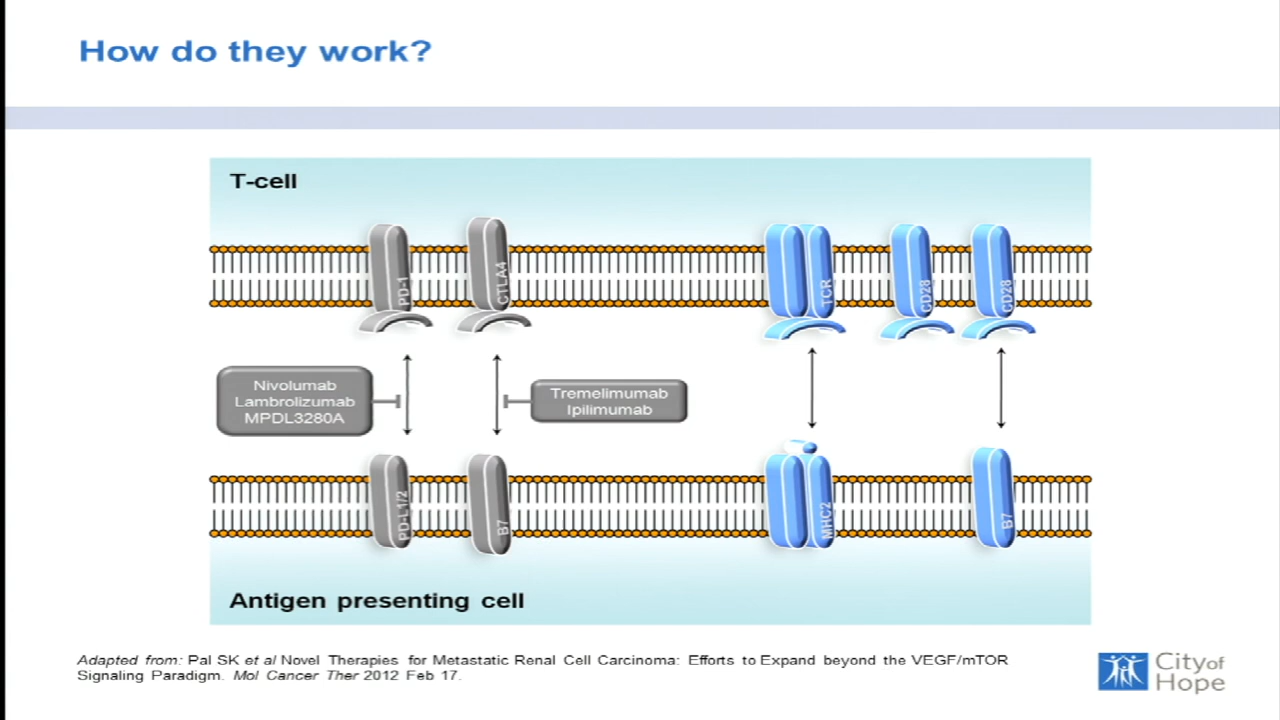 How do they work?
T-cell
PD-1
CTLA4
TCR
CD28
CD28
Nivolumab
Lambrolizumab
MPDL3280A
Tremelimumab
Ipilimumab
PD-L1/2
B7
MHC2
B7
Antigen presenting cell
Adapted from: Pal SK et al Novel Therapies for Metastatic Renal Cell Carcinoma: Efforts to Expand beyond the VEGF/mTOR
Signaling Paradigm. Mol Cancer Ther 2012 Feb 17.
City of
Hope